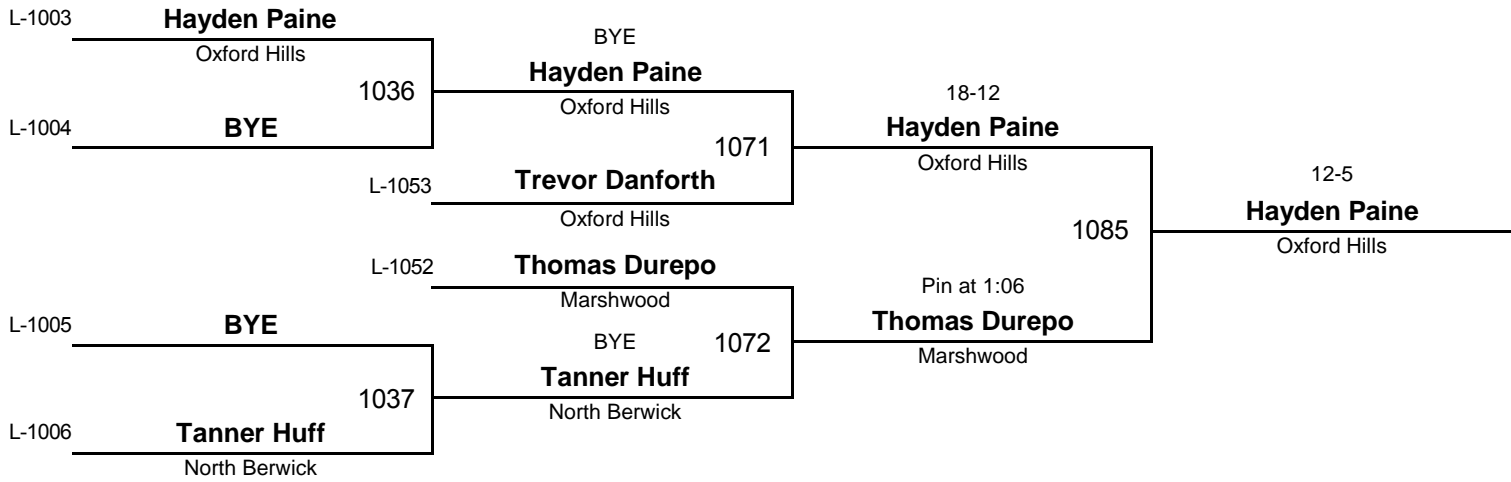 L-1003
Hayden Paine
Oxford Hills
1036
L-1004
BYE
BYE
Hayden Paine
Oxford Hills
1071
L-1053
Trevor Danforth
Oxford Hills
18-12
Hayden Paine
Oxford Hills
1085
12-5
Hayden Paine
Oxford Hills
L-1052
Thomas Durepo
Marshwood
L-1005
BYE
BYE
1072
Tanner Huff
North Berwick
Pin at 1:06
Thomas Durepo
Marshwood
1037
L-1006
Tanner Huff
North Berwick